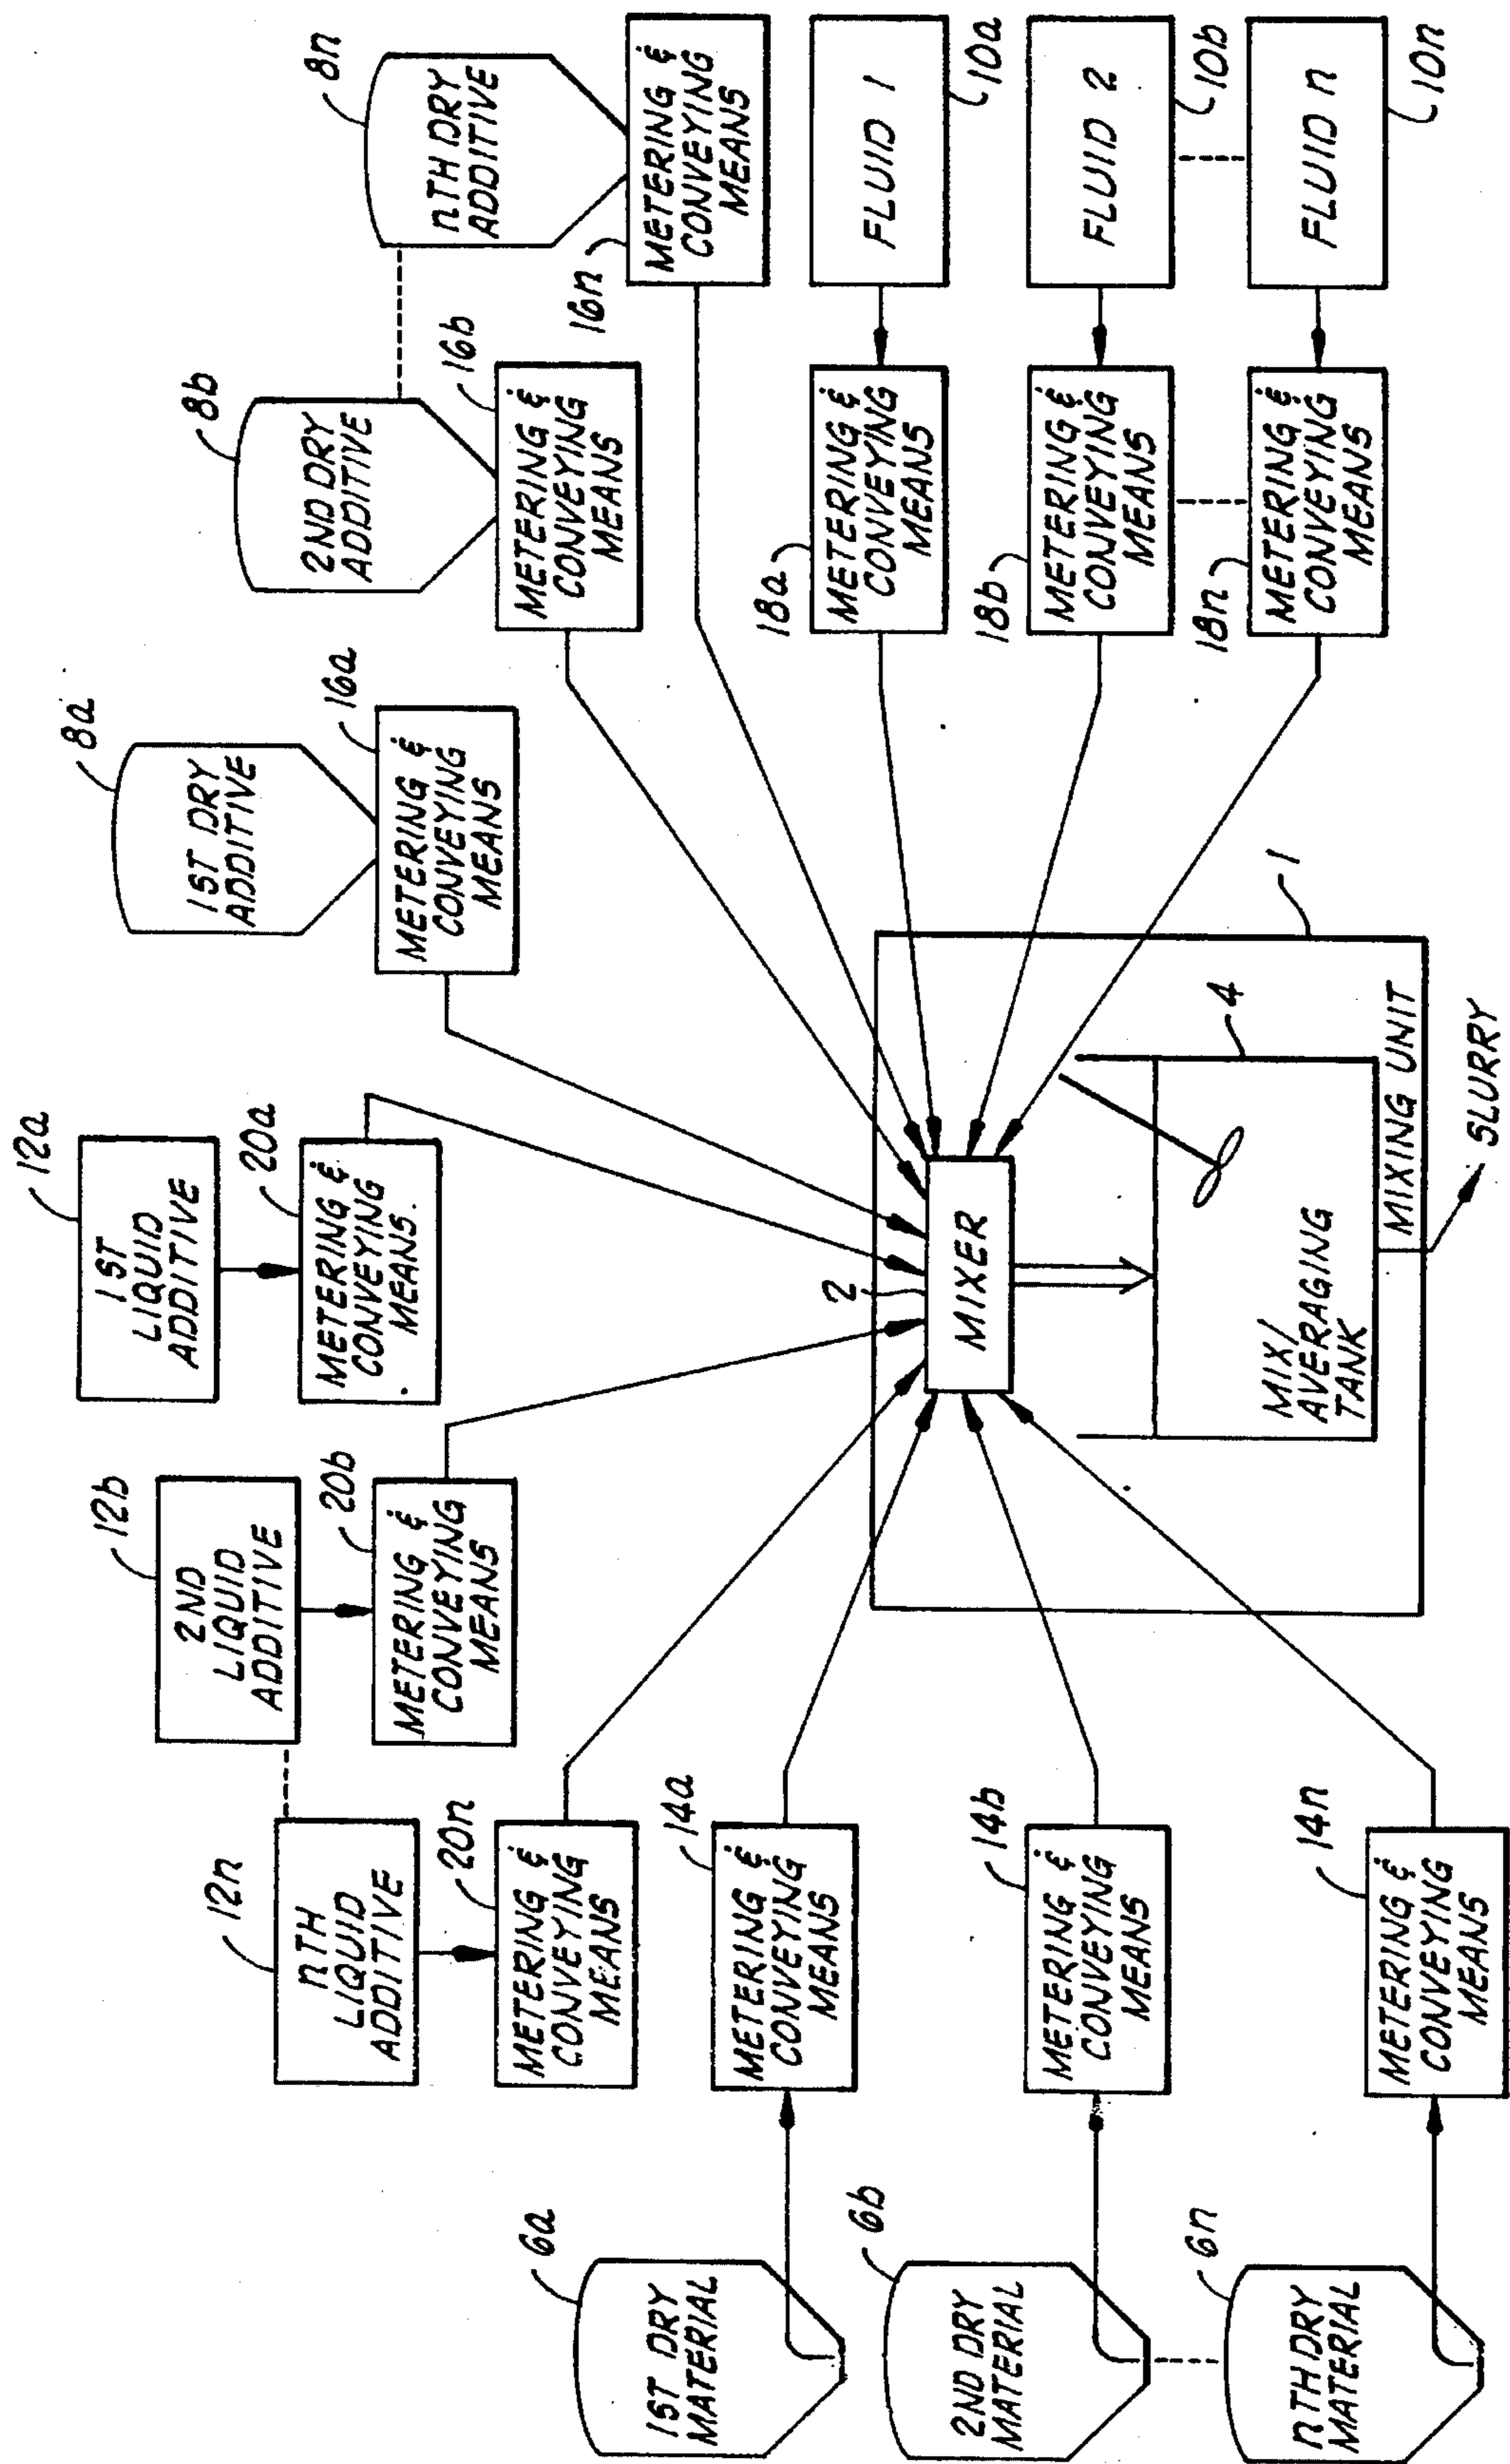 12a
1ST
LIQUID
ADDITIVE
20a
METERING &
CONVEYING
MEANS.
12b
2ND
LIQUID
ADDITIVE
20b
METERING &
CONVEYING
MEANS
12n
nTH
LIQUID
ADDITIVE
20n
METERING &
CONVEYING
MEANS
8a
1ST DRY
ADDITIVE
16a
METERING &
CONVEYING
MEANS
8b
2ND DRY
ADDITIVE
16b
METERING &
CONVEYING
MEANS
8n
nTH DRY
ADDITIVE
16n
METERING &
CONVEYING
MEANS
6a
1ST DRY
MATERIAL
14a
METERING &
CONVEYING
MEANS
6b
2ND DRY
MATERIAL
14b
METERING &
CONVEYING
MEANS
6n
nTH DRY
MATERIAL
14n
METERING &
CONVEYING
MEANS
18a
METERING &
CONVEYING
MEANS
FLUID 1
10a
18b
METERING &
CONVEYING
MEANS
FLUID 2
10b
18n
METERING &
CONVEYING
MEANS
FLUID n
10n
2
MIXER
1
4
MIX/
AVERAGING
TANK
MIXING UNIT
SLURRY